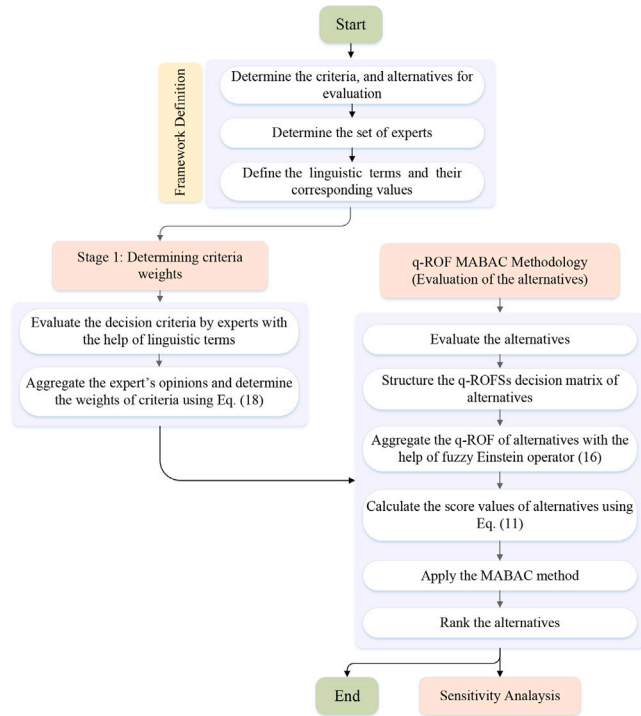 Start
Framework Definition
Determine the criteria, and alternatives for
evaluation
Determine the set of experts
Define the linguistic terms and their
corresponding values
Stage 1: Determining criteria
weights
Evaluate the decision criteria by experts with
the help of linguistic terms
Aggregate the expert's opinions and determine
the weights of criteria using Eq. (18)
q-ROF MABAC Methodology
(Evaluation of the alternatives)
Evaluate the alternatives
Structure the q-ROFSs decision matrix of
alternatives
Aggregate the q-ROF of alternatives with the
help of fuzzy Einstein operator (16)
Calculate the score values of alternatives using
Eq. (11)
Apply the MABAC method
Rank the alternatives
End
Sensitivity Analaysis